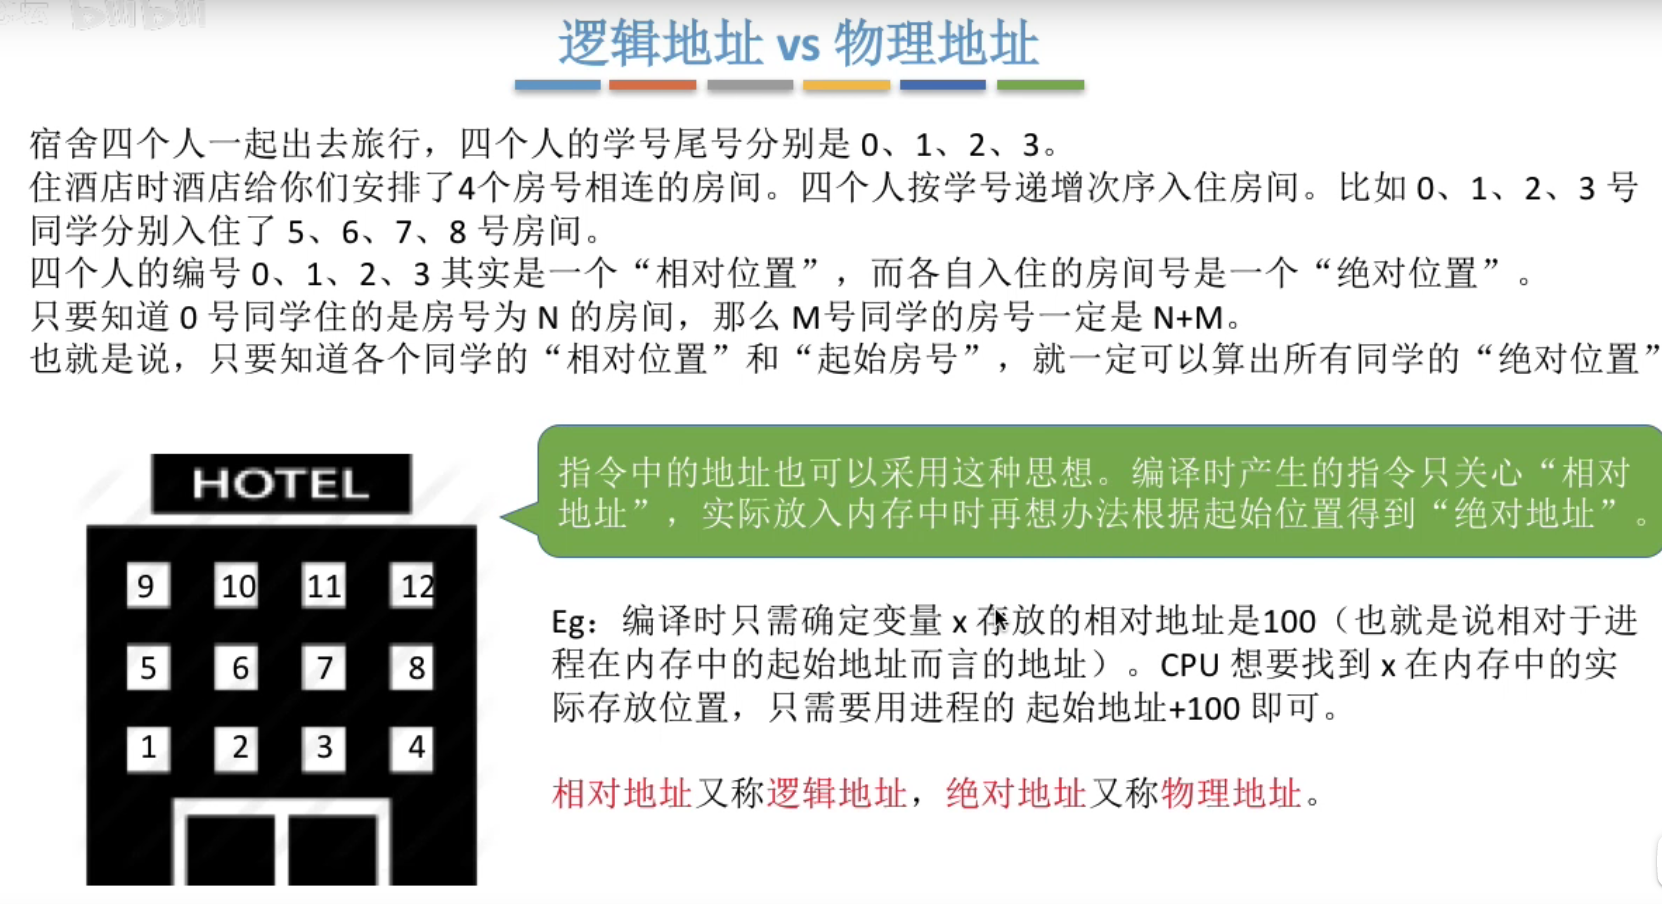 逻辑地址 vs 物理地址
宿舍四个人一起出去旅行，四个人的学号尾号分别是 0、1、2、3。
住酒店时酒店给你们安排了4个房号相连的房间。四个人按学号递增次序入住房间。比如 0、1、2、3 号
同学分别入住了 5、6、7、8 号房间。
四个人的编号 0、1、2、3 其实是一个“相对位置”，而各自入住的房间号是一个“绝对位置”。
只要知道 0 号同学住的是房号为 N 的房间，那么 M号同学的房号一定是 N+M。
也就是说，只要知道各个同学的“相对位置”和“起始房号”，就一定可以算出所有同学的“绝对位置”
指令中的地址也可以采用这种思想。编译时产生的指令只关心“相对
地址”，实际放入内存中时再想办法根据起始位置得到“绝对地址”。
HOTEL
9 10 11 12
5 6 7 8
1 2 3 4
Eg：编译时只需确定变量 x 存放的相对地址是100（也就是说相对于进
程在内存中的起始地址而言的地址）。CPU 想要找到 x 在内存中的实
际存放位置，只需要用进程的 起始地址+100 即可。
相对地址又称逻辑地址，绝对地址又称物理地址。